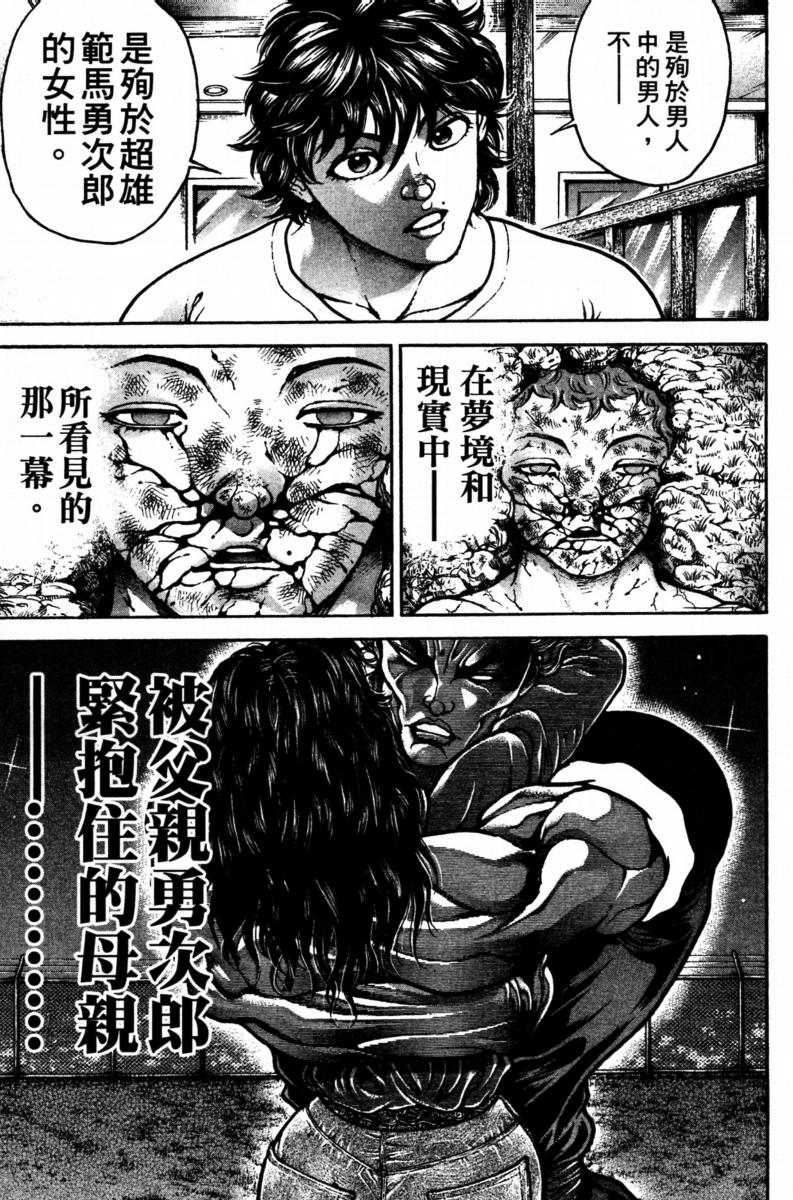 是殉於男人
中的男人，
不——
是殉於超雄
範馬勇次郎
的女性。
在夢境和
現實中——
所看見的
那一幕。
被父親勇次郎
緊抱住的母親
——…………